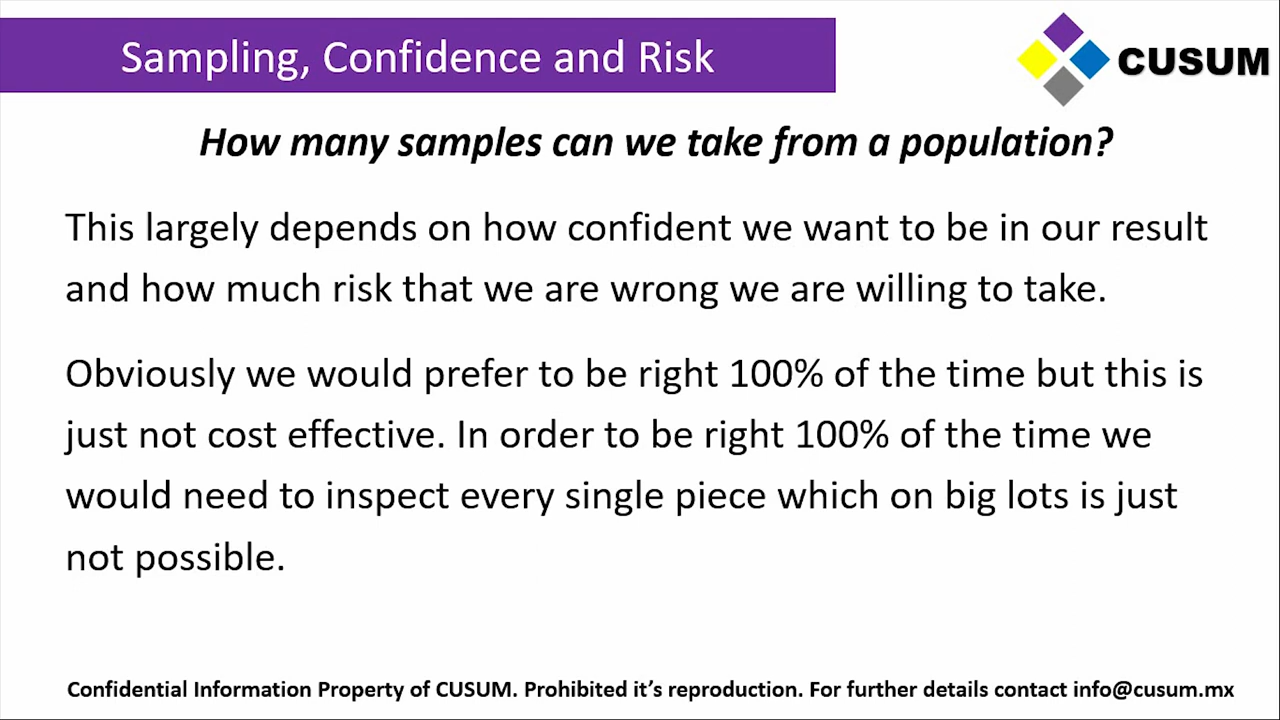 Sampling, Confidence and Risk
CUSUM
How many samples can we take from a population?
This largely depends on how confident we want to be in our result
and how much risk that we are wrong we are willing to take.
Obviously we would prefer to be right 100% of the time but this is
just not cost effective. In order to be right 100% of the time we
would need to inspect every single piece which on big lots is just
not possible.
Confidential Information Property of CUSUM. Prohibited it’s reproduction. For further details contact info@cusum.mx